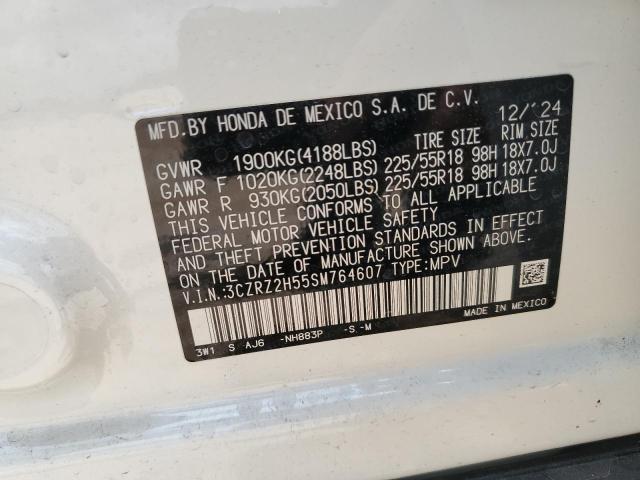 MFD.BY HONDA DE MEXICO S.A. DE C.V. 12/'24
TIRE SIZE RIM SIZE
GVWR 1900KG(4188LBS)
GAWR F 1020KG(2248LBS) 225/55R18 98H 18X7.0J
GAWR R 930KG(2050LBS) 225/55R18 98H 18X7.0J
THIS VEHICLE CONFORMS TO ALL APPLICABLE
FEDERAL MOTOR VEHICLE SAFETY
AND THEFT PREVENTION STANDARDS IN EFFECT
ON THE DATE OF MANUFACTURE SHOWN ABOVE.
V.I.N.:3CZRZ2H55SM764607 TYPE:MPV
MADE IN MEXICO
3W1 S AJ6 -NH883P -S.-M